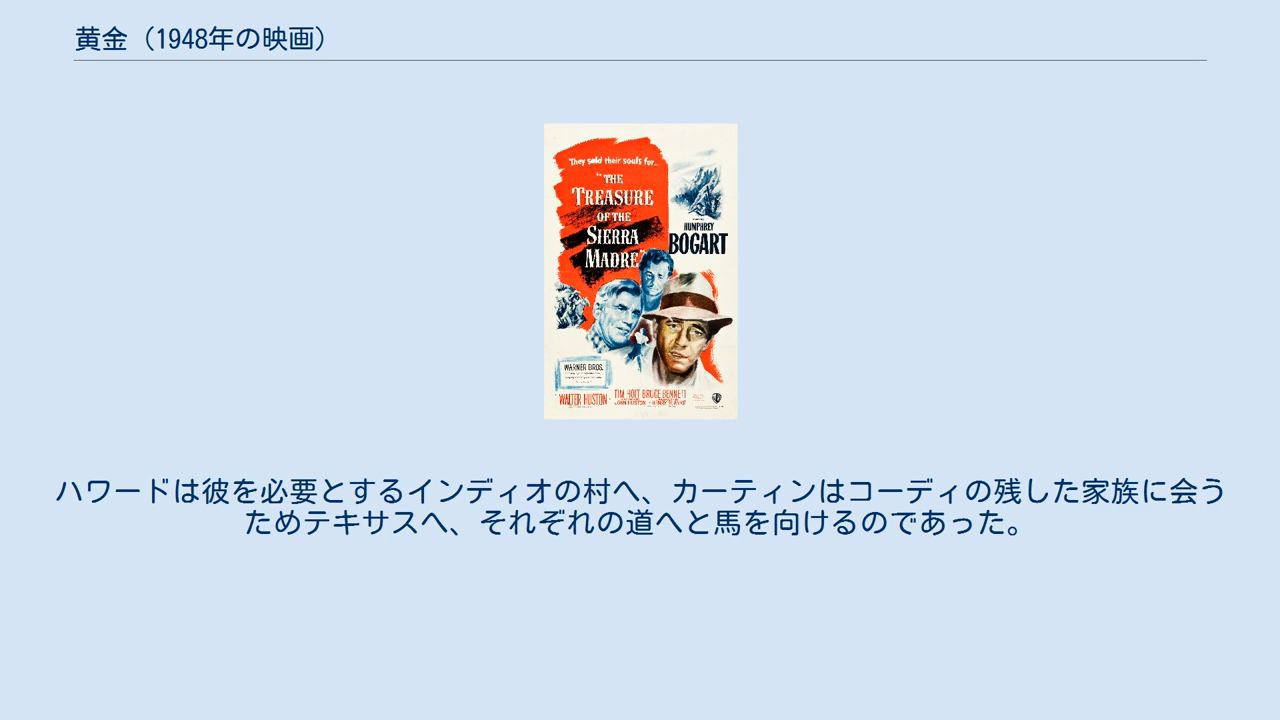 黄金（1948年の映画）
They sold their souls for...
"THE
TREASURE
OF THE
SIERRA
MADRE"
HUMPHREY
BOGART
WARNER BROS.
WALTER HUSTON
TIM HOLT BRUCE BENNETT
ハワードは彼を必要とするインディオの村へ、カーティンはコーディの残した家族に会う
ためテキサスへ、それぞれの道へと馬を向けるのであった。